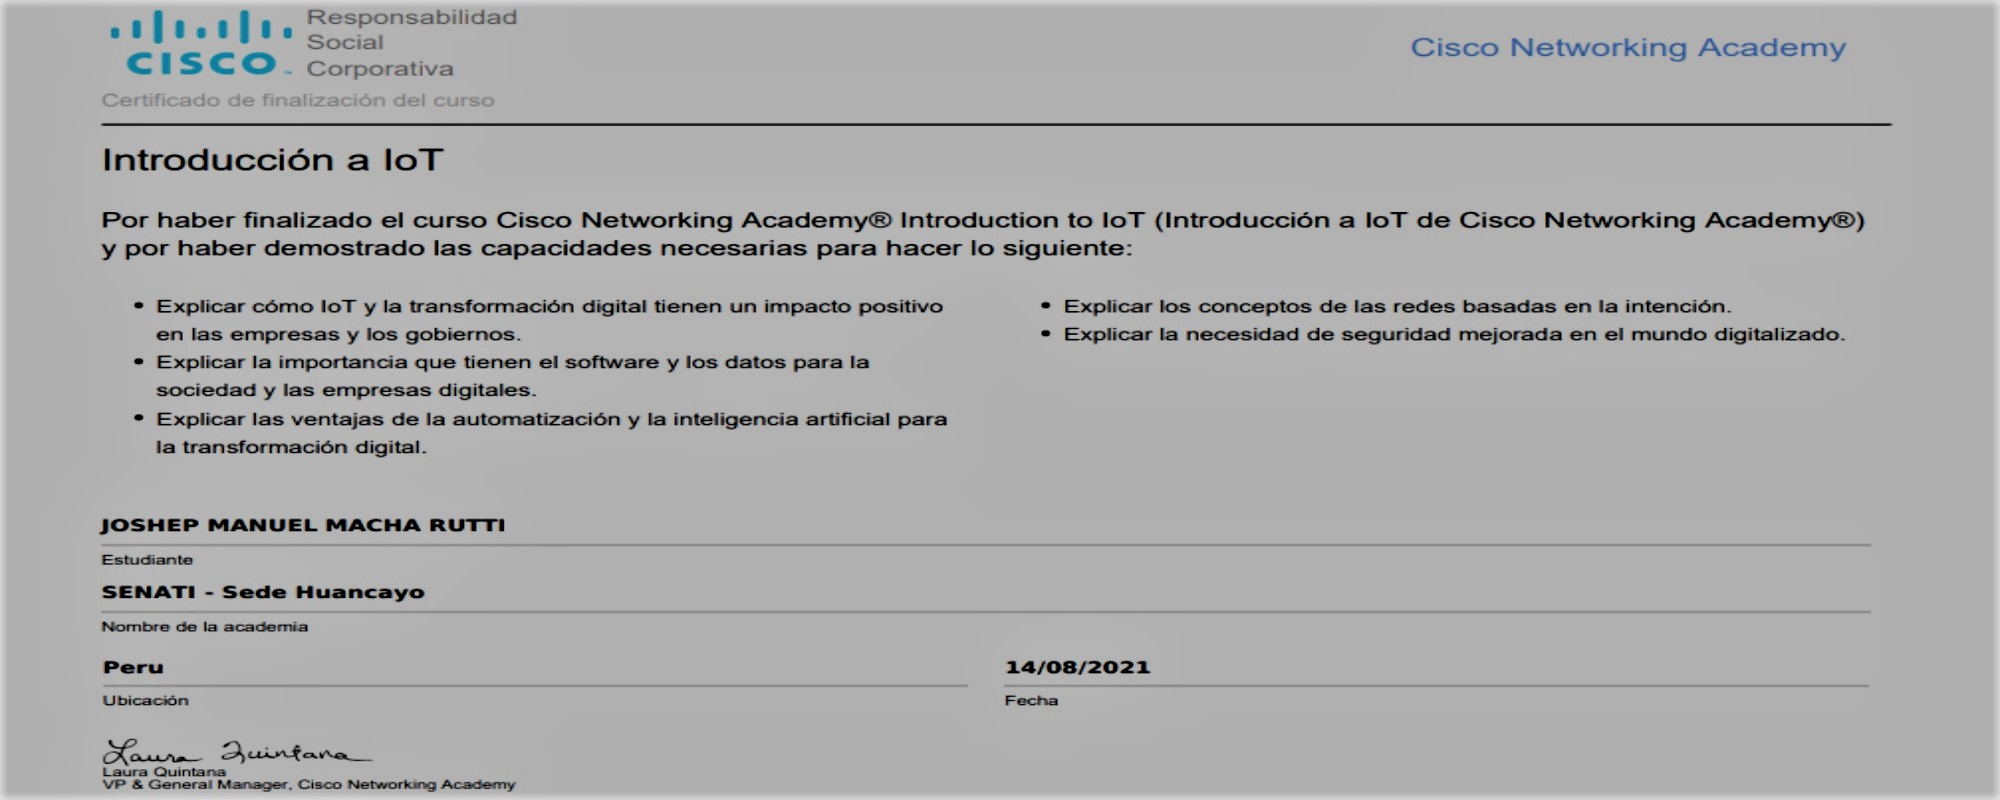 CISCO
Responsabilidad
Social
Corporativa
Cisco Networking Academy
Certificado de finalización del curso
Introducción a IoT
Por haber finalizado el curso Cisco Networking Academy® Introduction to IoT (Introducción a IoT de Cisco Networking Academy®)
y por haber demostrado las capacidades necesarias para hacer lo siguiente:
• Explicar cómo IoT y la transformación digital tienen un impacto positivo
en las empresas y los gobiernos.
• Explicar la importancia que tienen el software y los datos para la
sociedad y las empresas digitales.
• Explicar las ventajas de la automatización y la inteligencia artificial para
la transformación digital.
• Explicar los conceptos de las redes basadas en la intención.
• Explicar la necesidad de seguridad mejorada en el mundo digitalizado.
JOSHEP MANUEL MACHA RUTTI
Estudiante
SENATI - Sede Huancayo
Nombre de la academia
Peru
Ubicación
14/08/2021
Fecha
Laura Quintana
Laura Quintana
VP & General Manager, Cisco Networking Academy